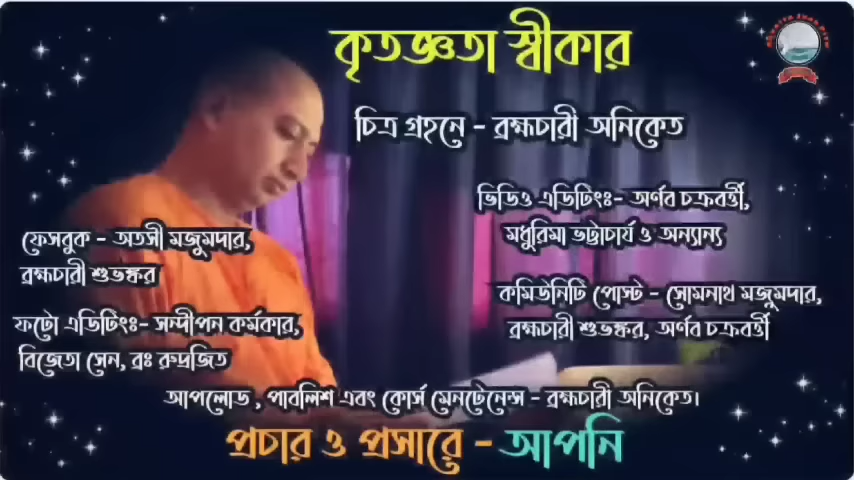 কৃতজ্ঞতা স্বীকার
চিত্র গ্রহনে - ব্রহ্মচারী অনিকেত
ভিডিও এডিটিংঃ- অর্ণব চক্রবর্ত্তী,
মধুরিমা ভট্টাচার্য ও অন্যান্য
ফেসবুক - অতসী মজুমদার,
ব্রহ্মচারী শুভঙ্কর
কমিউনিটি পোস্ট - সোমনাথ মজুমদার,
ব্রহ্মচারী শুভঙ্কর, অর্ণব চক্রবর্ত্তী
ফটো এডিটিংঃ- সন্দীপন কর্মকার,
বিজেতা সেন, ব্রঃ রুদ্রজিত
আপলোড, পাবলিশ এবং কোর্স মেনটেনেন্স - ব্রহ্মচারী অনিকেত।
প্রচার ও প্রসারে - আপনি